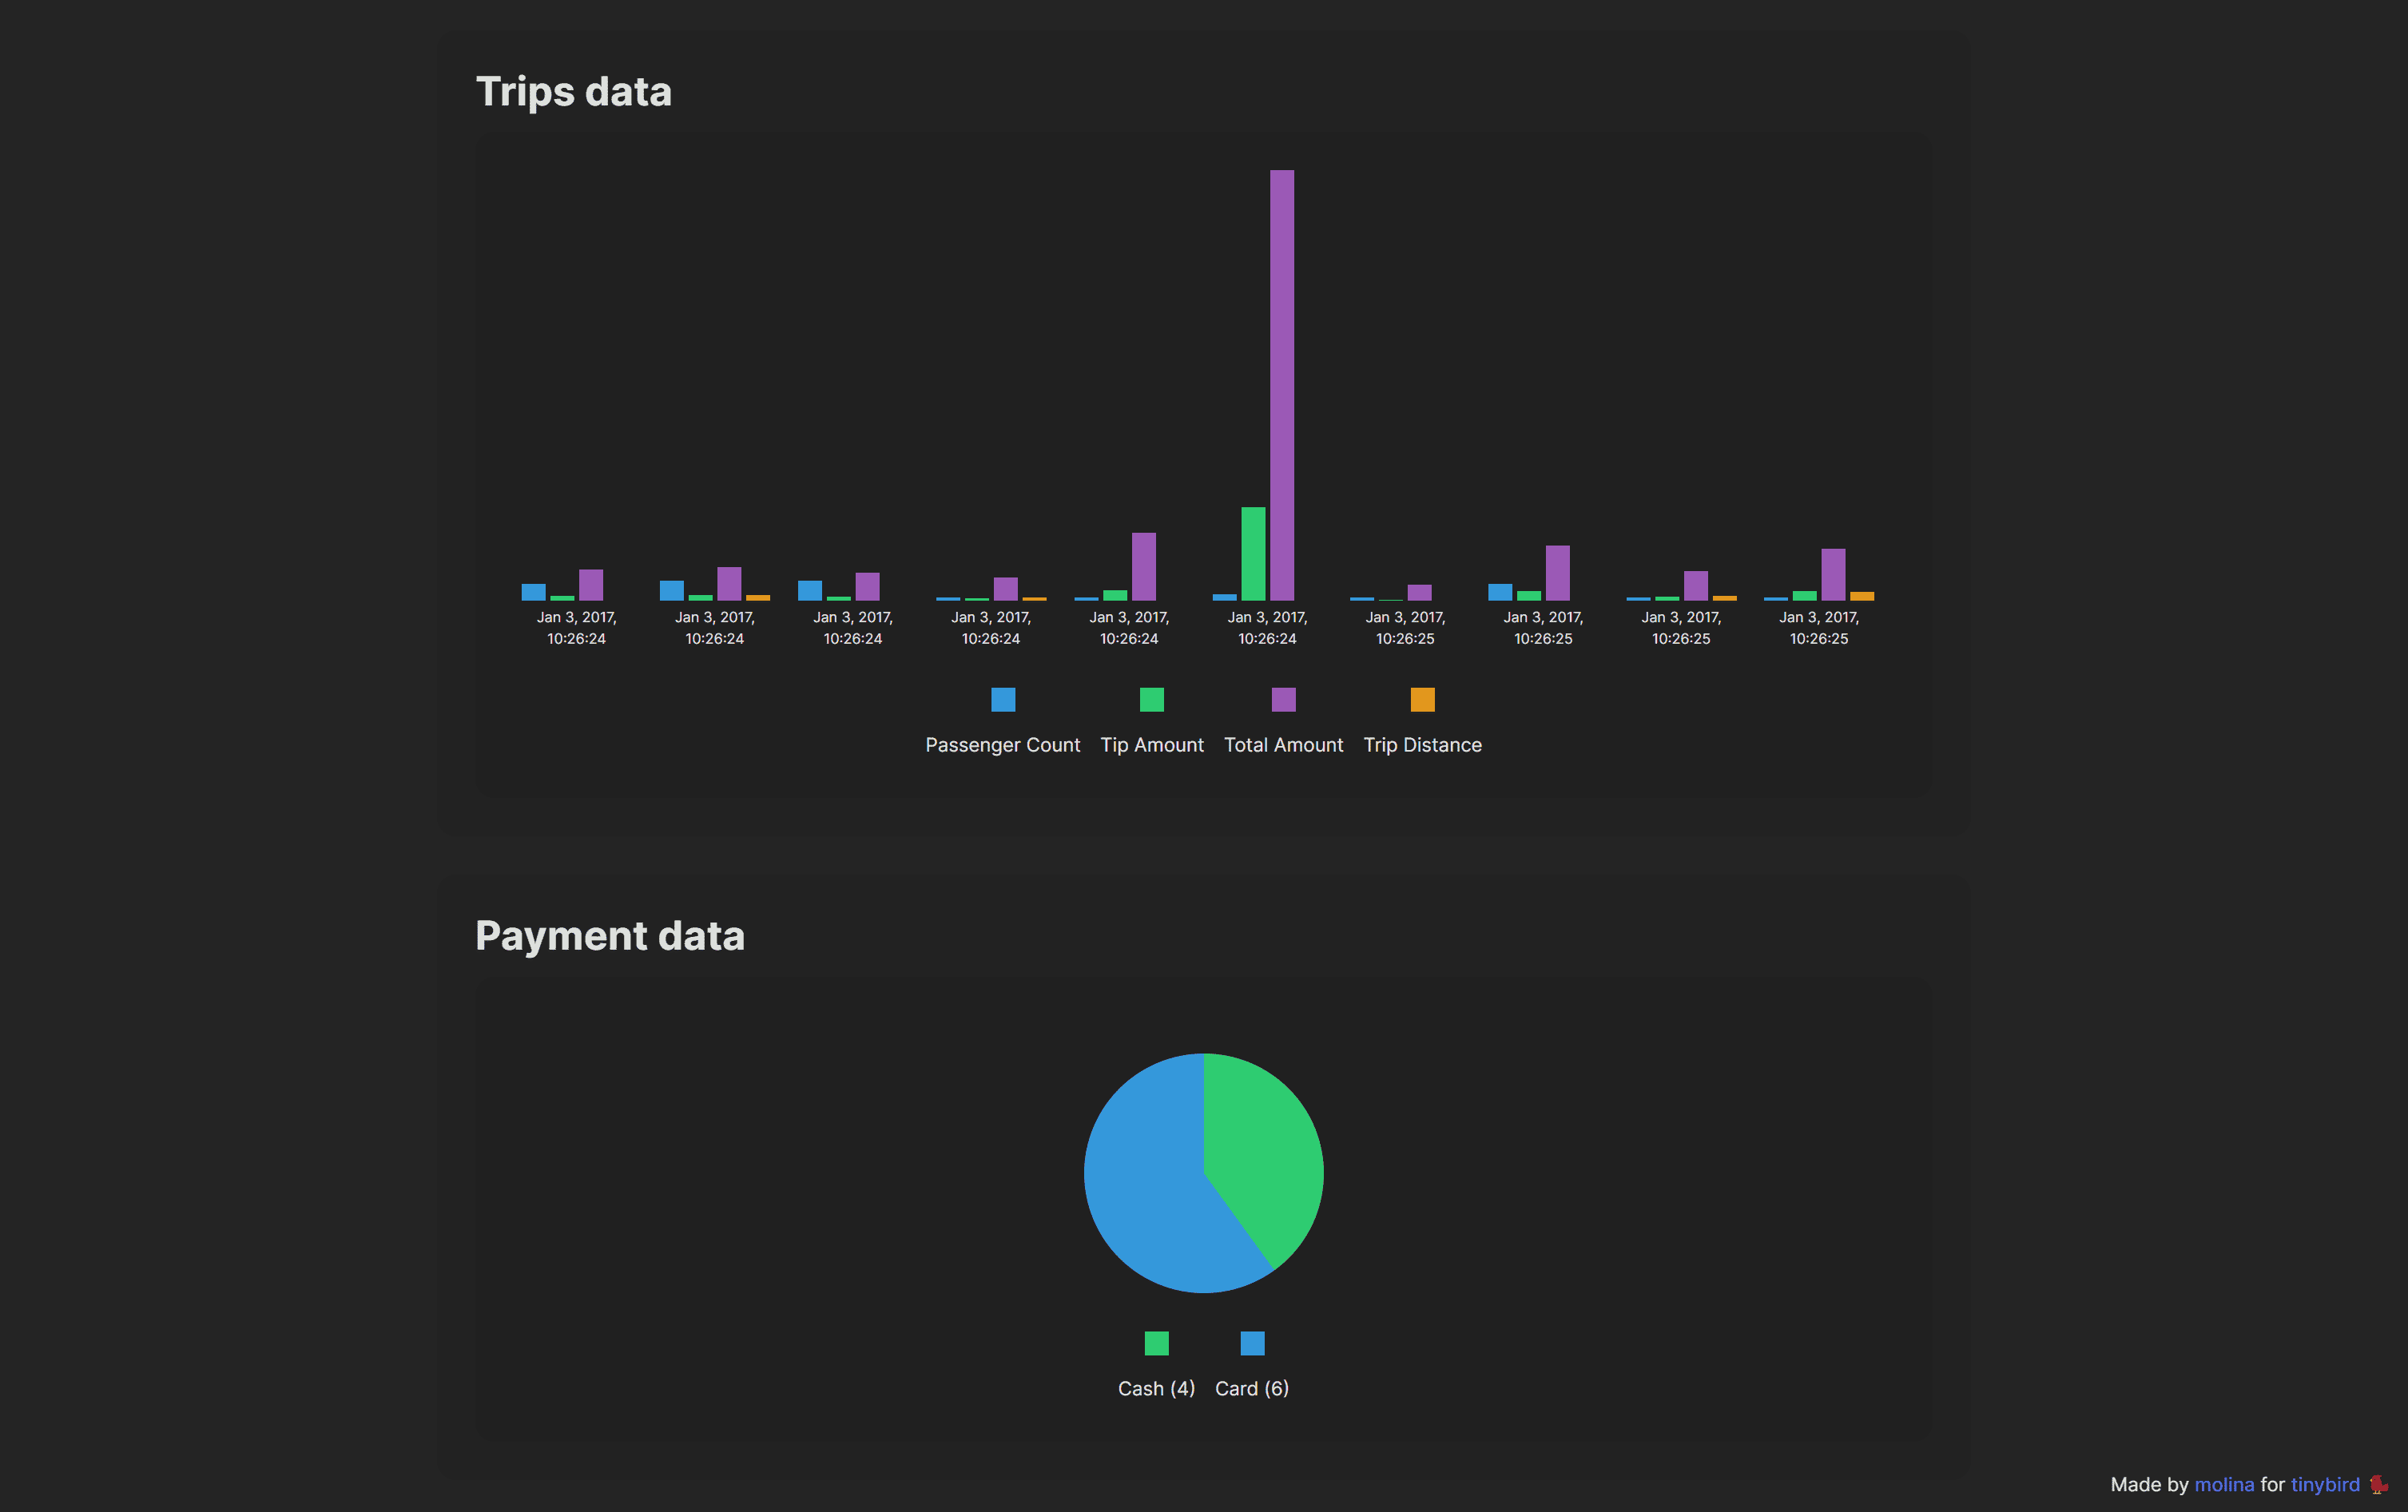 Trips data
Jan 3, 2017, Jan 3, 2017, Jan 3, 2017, Jan 3, 2017, Jan 3, 2017, Jan 3, 2017, Jan 3, 2017, Jan 3, 2017, Jan 3, 2017, Jan 3, 2017,
10:26:24 10:26:24 10:26:24 10:26:24 10:26:24 10:26:24 10:26:25 10:26:25 10:26:25 10:26:25
Passenger Count Tip Amount Total Amount Trip Distance
Payment data
Cash (4) Card (6)
Made by molina for tinybird